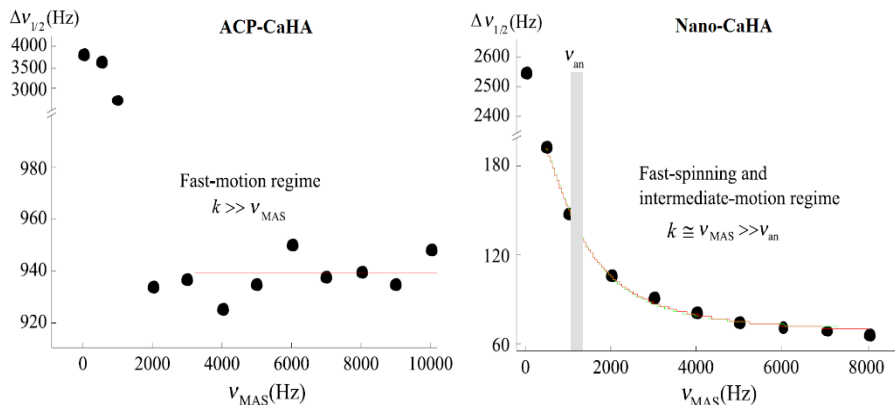 Δν1/2(Hz)
ACP-CaHA
4000
3500
3000
980
960
940
920
Fast-motion regime
k >> νMAS
0 2000 4000 6000 8000 10000
νMAS(Hz)
Δν1/2(Hz)
Nano-CaHA
νan
2600
2500
2400
180
120
60
Fast-spinning and
intermediate-motion regime
k ≅ νMAS >>νan
0 2000 4000 6000 8000
νMAS(Hz)